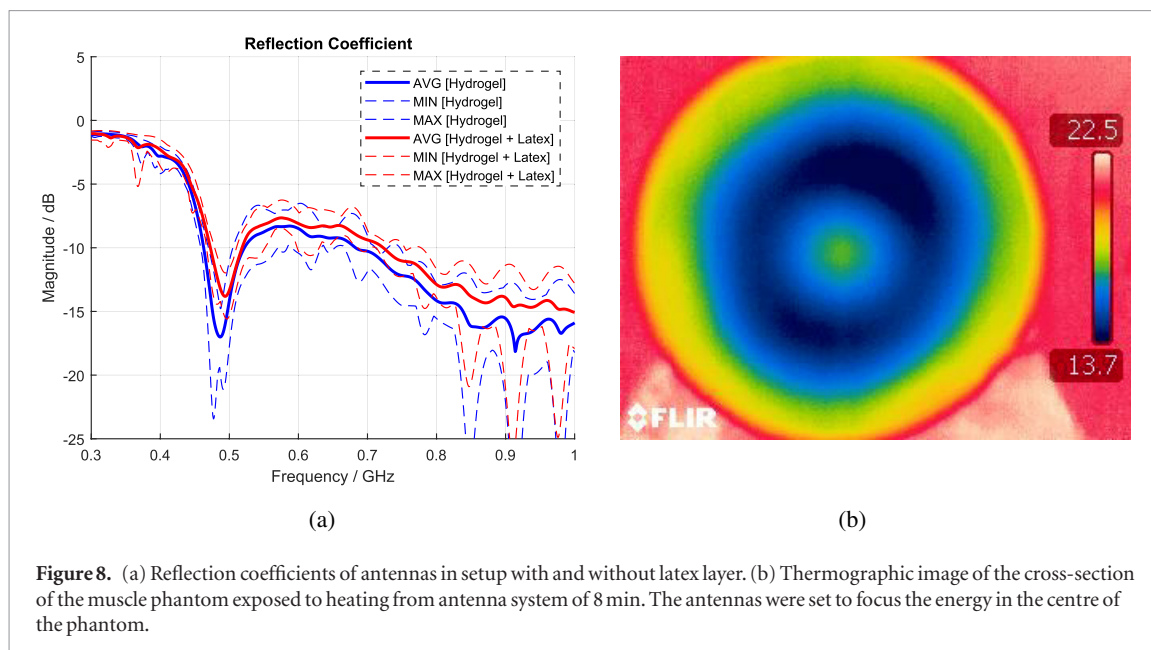 Reflection Coefficient
5
0
-5
-10
-15
-20
-25
Magnitude / dB
0.3 0.4 0.5 0.6 0.7 0.8 0.9 1
Frequency / GHz
AVG [Hydrogel]
MIN [Hydrogel]
MAX [Hydrogel]
AVG [Hydrogel + Latex]
MIN [Hydrogel + Latex]
MAX [Hydrogel + Latex]
22.5
13.7
FLIR
(a)
(b)
Figure 8. (a) Reflection coefficients of antennas in setup with and without latex layer. (b) Thermographic image of the cross-section
of the muscle phantom exposed to heating from antenna system of 8 min. The antennas were set to focus the energy in the centre of
the phantom.